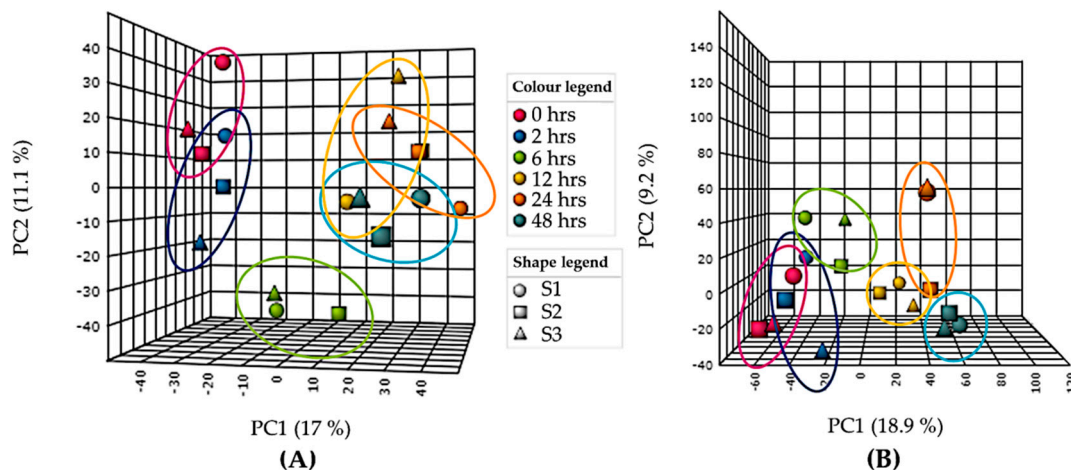 40
30
20
10
0
-10
-20
-30
-40
PC2 (11.1 %)
-40
-30
-20
-10
0
10
20
30
40
PC1 (17 %)
(A)
Colour legend
0 hrs
2 hrs
6 hrs
12 hrs
24 hrs
48 hrs
Shape legend
S1
S2
S3
140
120
100
80
60
40
20
0
-20
-40
PC2 (9.2 %)
-60
-40
-20
0
20
40
60
80
100
120
PC1 (18.9 %)
(B)